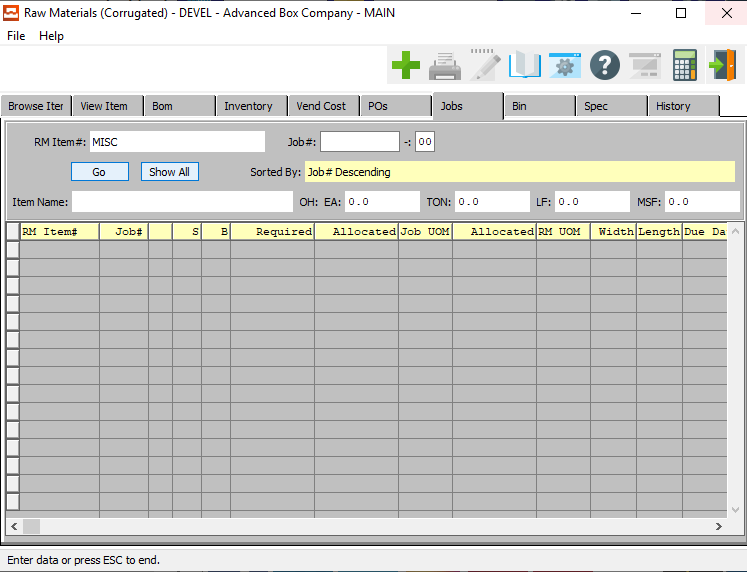 Raw Materials (Corrugated) - DEVEL - Advanced Box Company - MAIN
File Help
Browse Iter View Item Bom Inventory Vend Cost POs Jobs Bin Spec History
RM Item#: MISC Job#: -: 00
Go Show All Sorted By: Job# Descending
Item Name: OH: EA: 0.0 TON: 0.0 LF: 0.0 MSF: 0.0
RM Item# Job# S B Required Allocated Job UOM Allocated RM UOM Width Length Due Da
Enter data or press ESC to end.